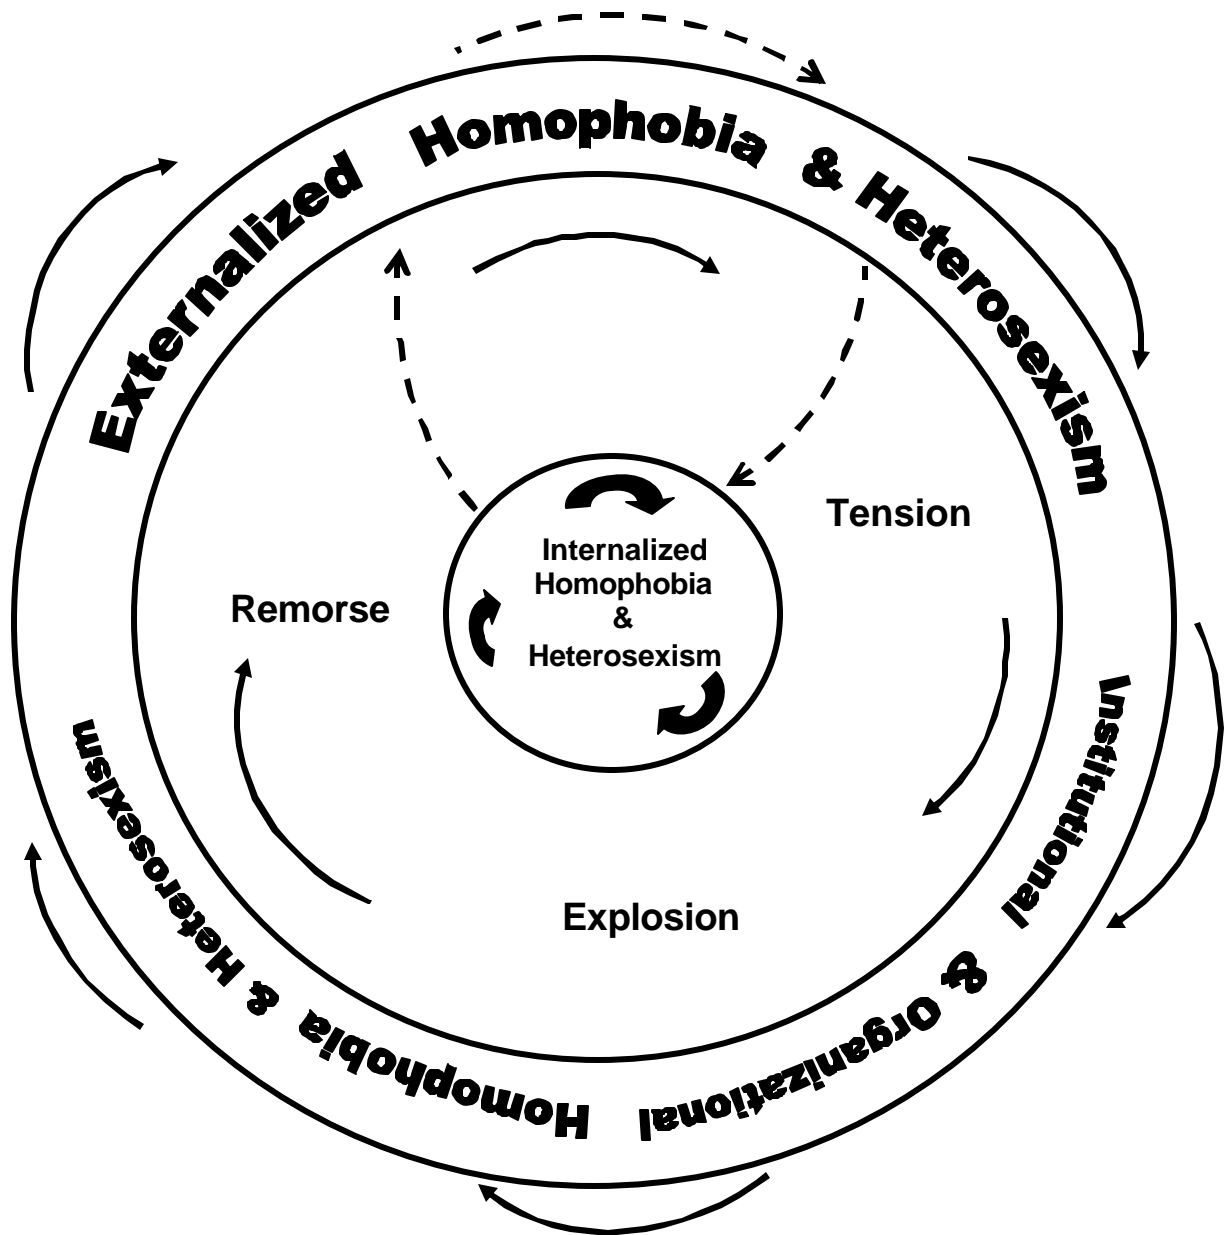 Externalized Homophobia & Heterosexism
Institutional & Organizational Homophobia & Heterosexism
Tension
Explosion
Remorse
Internalized
Homophobia
&
Heterosexism